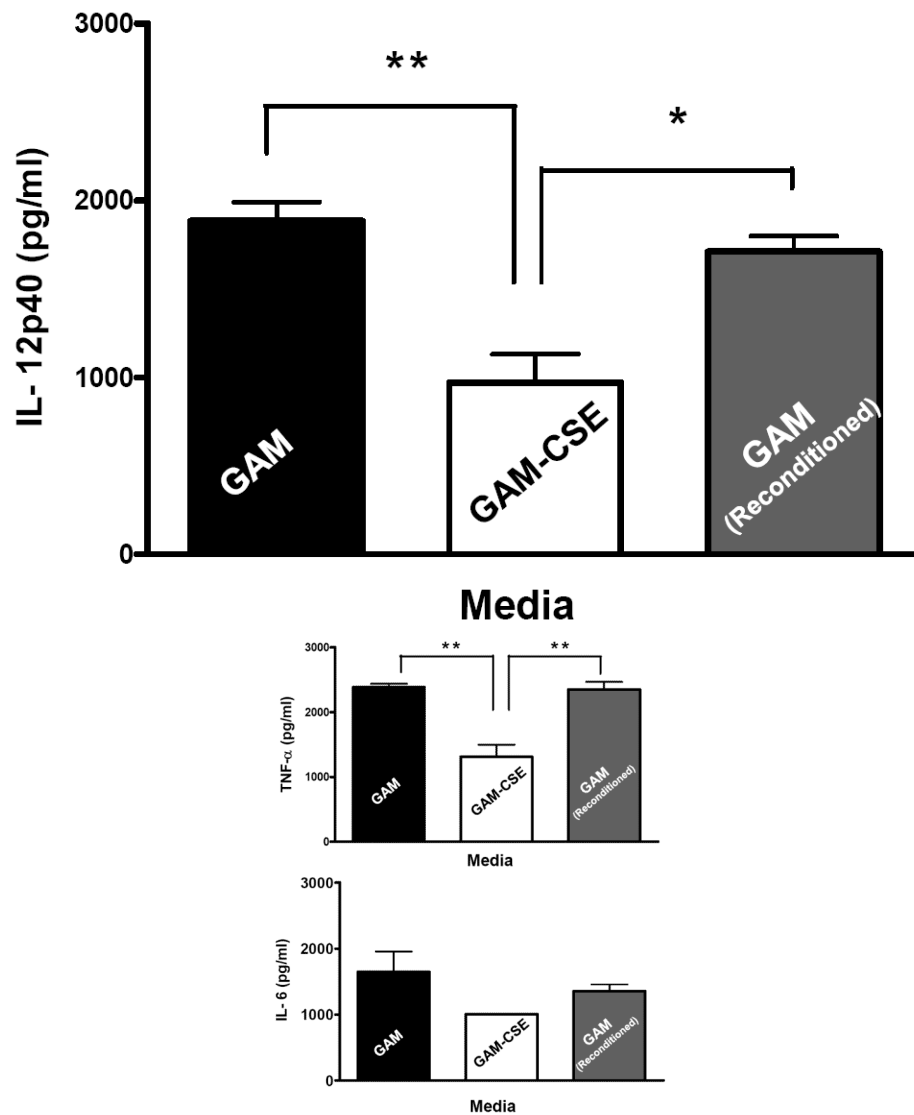 3000
**
*
2000
1000
0
IL- 12p40 (pg/ml)
GAM
GAM-CSE
GAM
(Reconditioned)
Media
3000
**
**
2000
1000
0
TNF-α (pg/ml)
GAM
GAM-CSE
GAM
(Reconditioned)
Media
3000
2000
1000
0
IL- 6 (pg/ml)
GAM
GAM-CSE
GAM
(Reconditioned)
Media